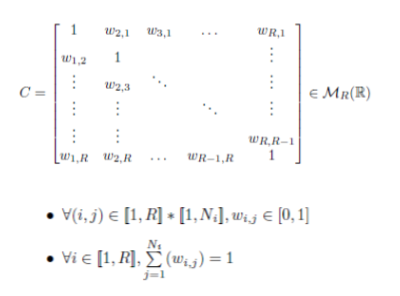 C = [ 1 w_{2,1} w_{3,1} … w_{R,1}
w_{1,2} 1 ⋮
⋮ w_{2,3} ⋱ ⋮
⋮ ⋮ ⋱ ⋮
⋮ ⋮ w_{R,R−1}
w_{1,R} w_{2,R} … w_{R−1,R} 1 ] ∈ M_R(ℝ)
• ∀(i, j) ∈ ⟦1, R⟧ ∗ ⟦1, N_i⟧, w_{i,j} ∈ [0, 1]
• ∀i ∈ ⟦1, R⟧, ∑_{j=1}^{N_i} (w_{i,j}) = 1